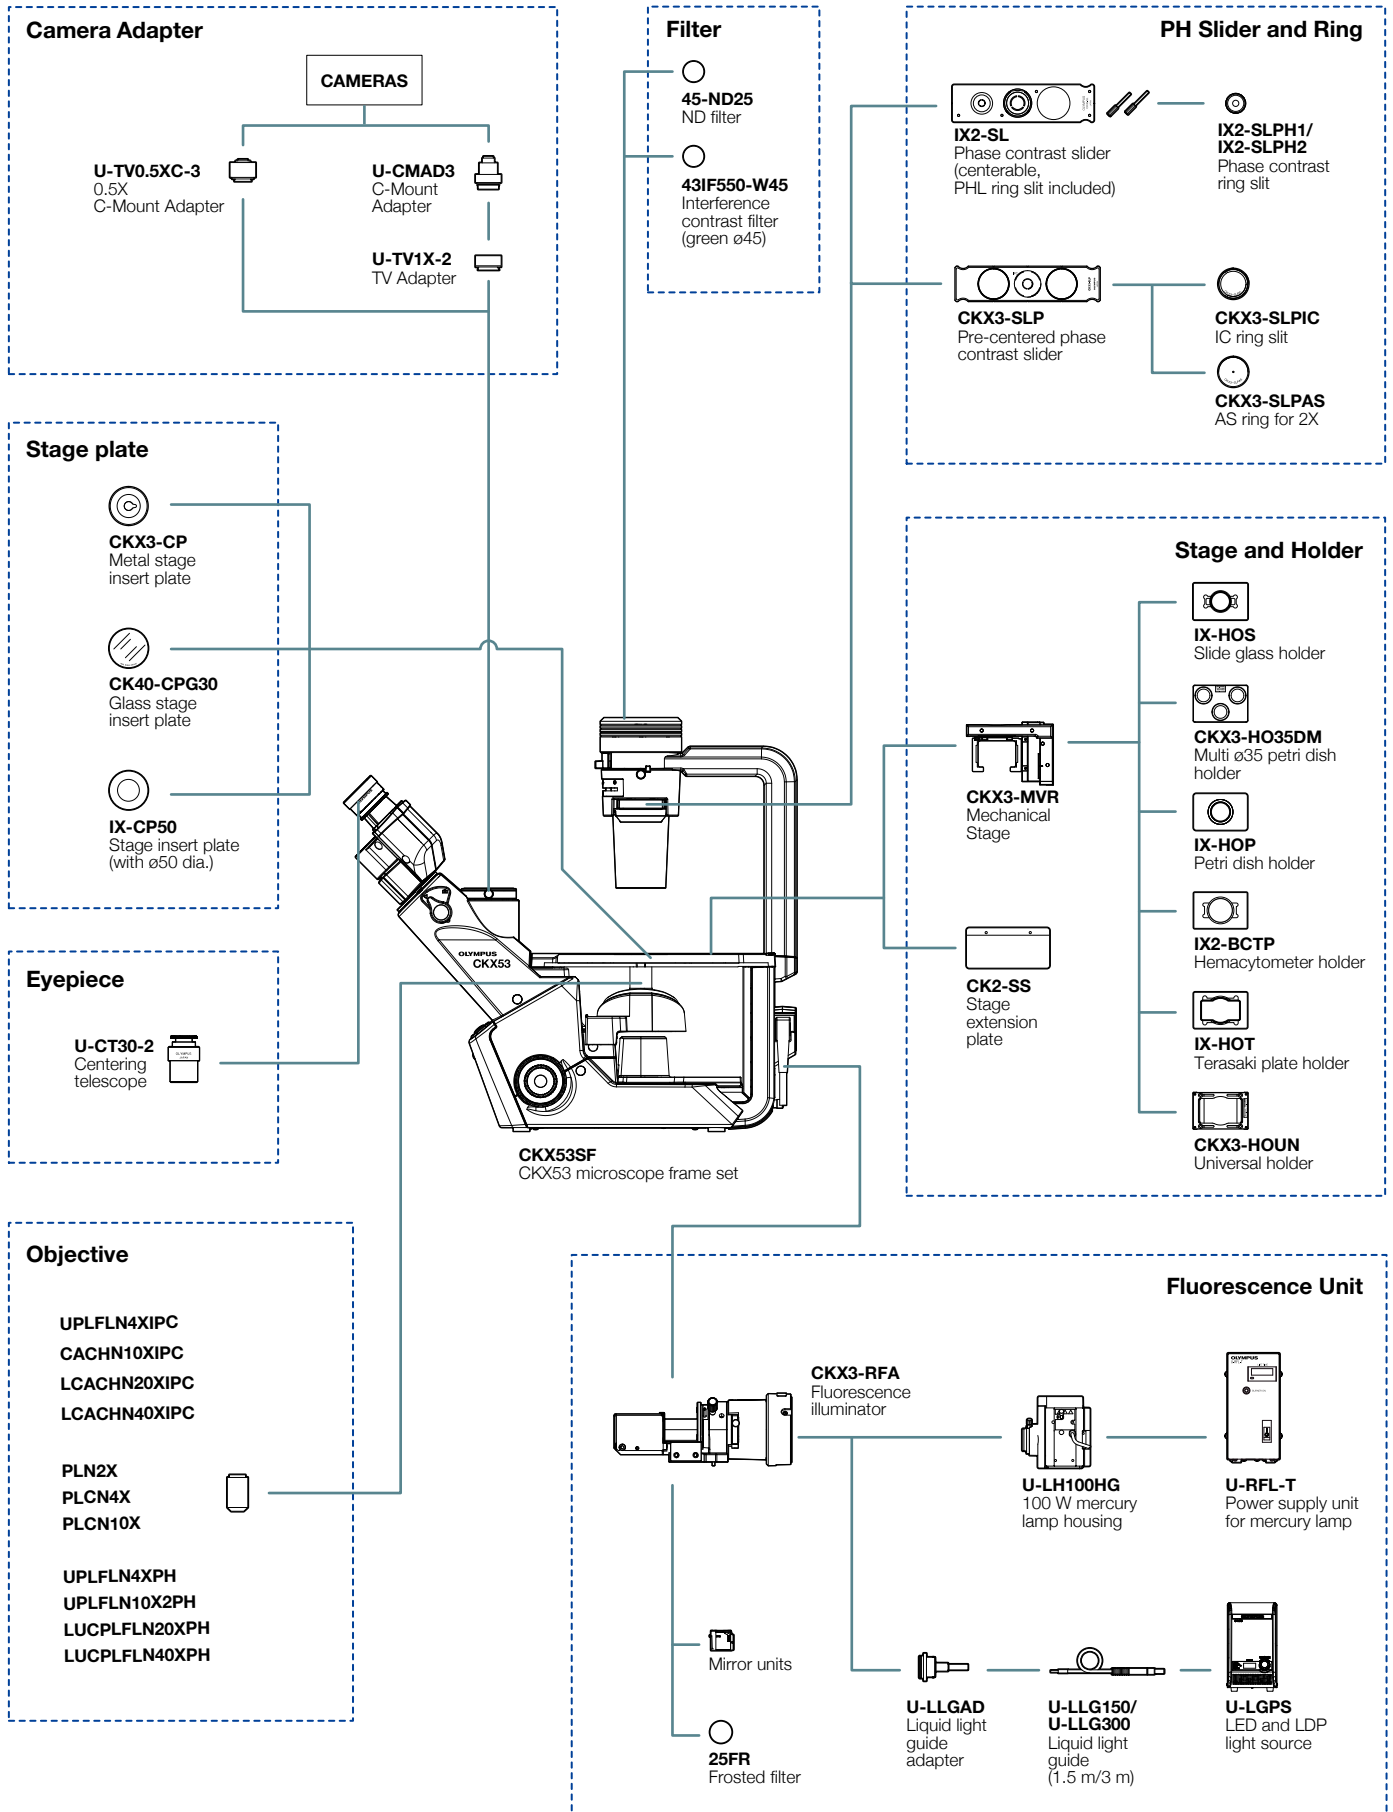 Camera Adapter
CAMERAS
U-TV0.5XC-3
0.5X
C-Mount Adapter
U-CMAD3
C-Mount
Adapter
U-TV1X-2
TV Adapter
Filter
45-ND25
ND filter
43IF550-W45
Interference
contrast filter
(green ø45)
PH Slider and Ring
IX2-SL
Phase contrast slider
(centerable,
PHL ring slit included)
IX2-SLPH1/
IX2-SLPH2
Phase contrast
ring slit
CKX3-SLP
Pre-centered phase
contrast slider
CKX3-SLPIC
IC ring slit
CKX3-SLPAS
AS ring for 2X
Stage plate
CKX3-CP
Metal stage
insert plate
CK40-CPG30
Glass stage
insert plate
IX-CP50
Stage insert plate
(with ø50 dia.)
Stage and Holder
CKX3-MVR
Mechanical
Stage
CK2-SS
Stage
extension
plate
IX-HOS
Slide glass holder
CKX3-HO35DM
Multi ø35 petri dish
holder
IX-HOP
Petri dish holder
IX2-BCTP
Hemacytometer holder
IX-HOT
Terasaki plate holder
CKX3-HOUN
Universal holder
Eyepiece
U-CT30-2
Centering
telescope
OLYMPUS
CKX53
CKX53SF
CKX53 microscope frame set
Objective
UPLFLN4XIPC
CACHN10XIPC
LCACHN20XIPC
LCACHN40XIPC
PLN2X
PLCN4X
PLCN10X
UPLFLN4XPH
UPLFLN10X2PH
LUCPLFLN20XPH
LUCPLFLN40XPH
Fluorescence Unit
CKX3-RFA
Fluorescence
illuminator
U-LH100HG
100 W mercury
lamp housing
OLYMPUS
U-RFL-T
Power supply unit
for mercury lamp
Mirror units
25FR
Frosted filter
U-LLGAD
Liquid light
guide
adapter
U-LLG150/
U-LLG300
Liquid light
guide
(1.5 m/3 m)
U-LGPS
LED and LDP
light source